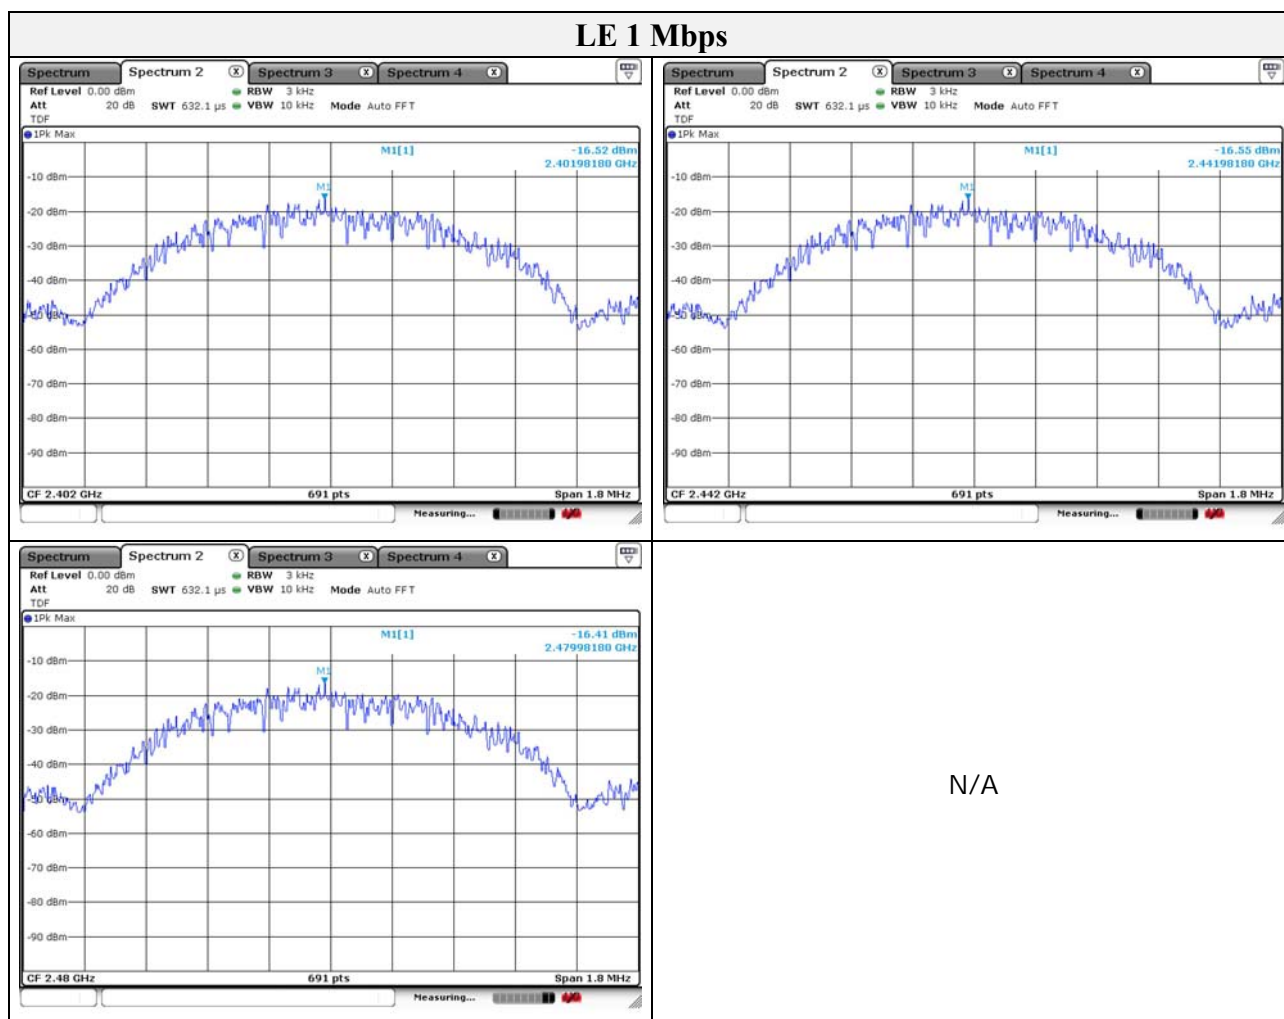 LE 1 Mbps
Spectrum Spectrum 2 X Spectrum 3 X Spectrum 4 X
Ref Level 0.00 dBm RBW 3 kHz
Att 20 dB SWT 632.1 µs VBW 10 kHz Mode Auto FFT
TDF
1Pk Max
M1[1] -16.52 dBm
2.40198180 GHz
-10 dBm
M1
-20 dBm
-30 dBm
-40 dBm
-50 dBm
-60 dBm
-70 dBm
-80 dBm
-90 dBm
CF 2.402 GHz 691 pts Span 1.8 MHz
Measuring...
Spectrum Spectrum 2 X Spectrum 3 X Spectrum 4 X
Ref Level 0.00 dBm RBW 3 kHz
Att 20 dB SWT 632.1 µs VBW 10 kHz Mode Auto FFT
TDF
1Pk Max
M1[1] -16.55 dBm
2.44198180 GHz
-10 dBm
M1
-20 dBm
-30 dBm
-40 dBm
-50 dBm
-60 dBm
-70 dBm
-80 dBm
-90 dBm
CF 2.442 GHz 691 pts Span 1.8 MHz
Measuring...
Spectrum Spectrum 2 X Spectrum 3 X Spectrum 4 X
Ref Level 0.00 dBm RBW 3 kHz
Att 20 dB SWT 632.1 µs VBW 10 kHz Mode Auto FFT
TDF
1Pk Max
M1[1] -16.41 dBm
2.47998180 GHz
-10 dBm
M1
-20 dBm
-30 dBm
-40 dBm
-50 dBm
-60 dBm
-70 dBm
-80 dBm
-90 dBm
CF 2.48 GHz 691 pts Span 1.8 MHz
Measuring...
N/A